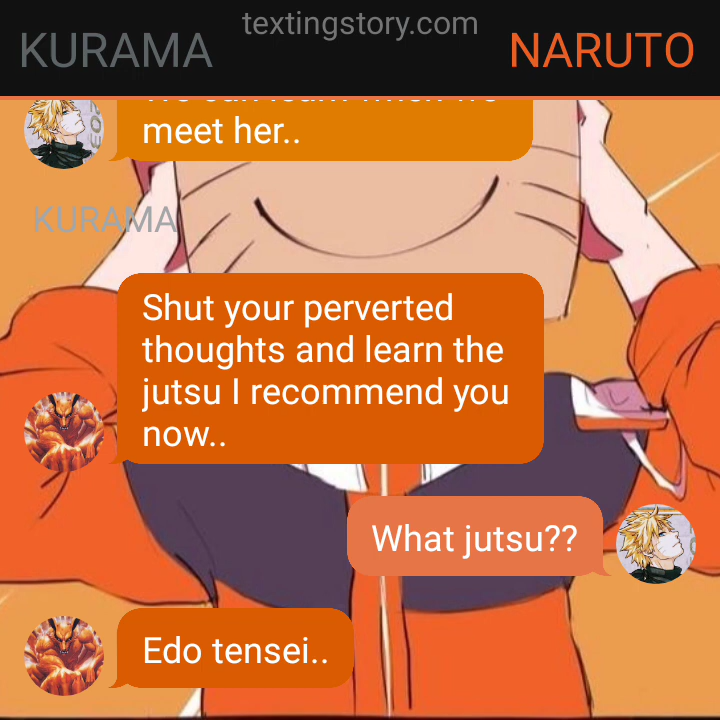 textingstory.com
KURAMA
NARUTO
meet her..
KURAMA
Shut your perverted
thoughts and learn the
jutsu I recommend you
now..
What jutsu??
Edo tensei..